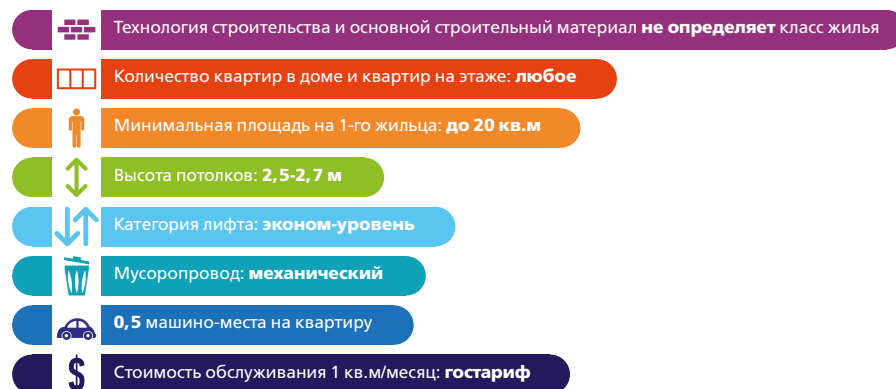 Технология строительства и основной строительный материал не определяет класс жилья
Количество квартир в доме и квартир на этаже: любое
Минимальная площадь на 1-го жильца: до 20 кв.м
Высота потолков: 2,5-2,7 м
Категория лифта: эконом-уровень
Мусоропровод: механический
0,5 машино-места на квартиру
Стоимость обслуживания 1 кв.м/месяц: гостариф